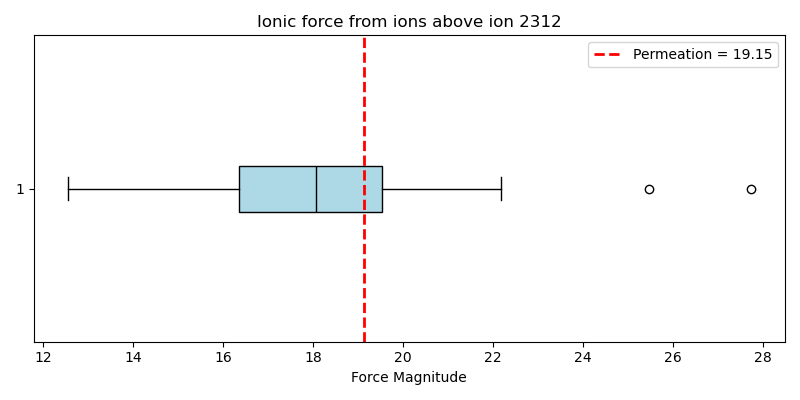 Ionic force from ions above ion 2312
Permeation = 19.15
1
12 14 16 18 20 22 24 26 28
Force Magnitude